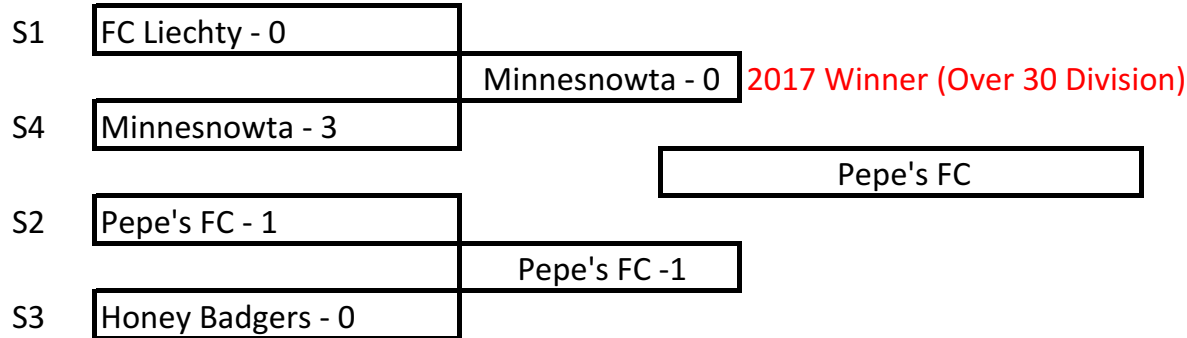 S1 FC Liechty - 0
Minnesnowta - 0 2017 Winner (Over 30 Division)
S4 Minnesnowta - 3
Pepe's FC
S2 Pepe's FC - 1
Pepe's FC -1
S3 Honey Badgers - 0